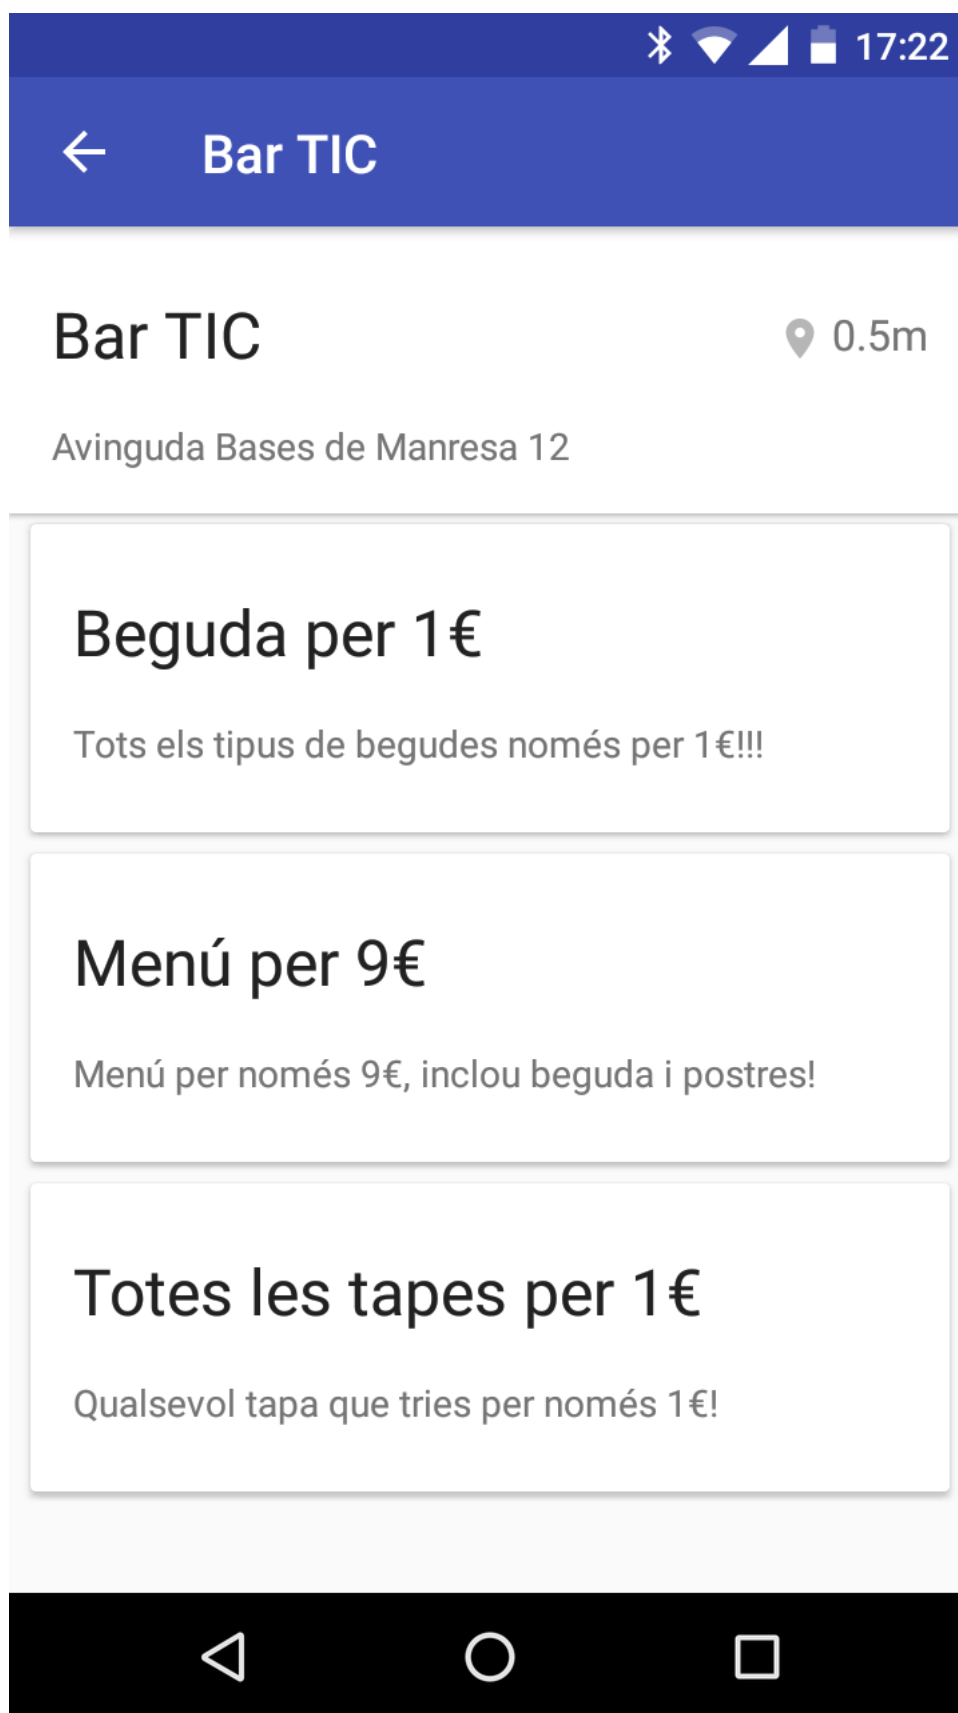 17:22
Bar TIC
Bar TIC
0.5m
Avinguda Bases de Manresa 12
Beguda per 1€
Tots els tipus de begudes només per 1€!!!
Menú per 9€
Menú per només 9€, inclou beguda i postres!
Totes les tapes per 1€
Qualsevol tapa que tries per només 1€!